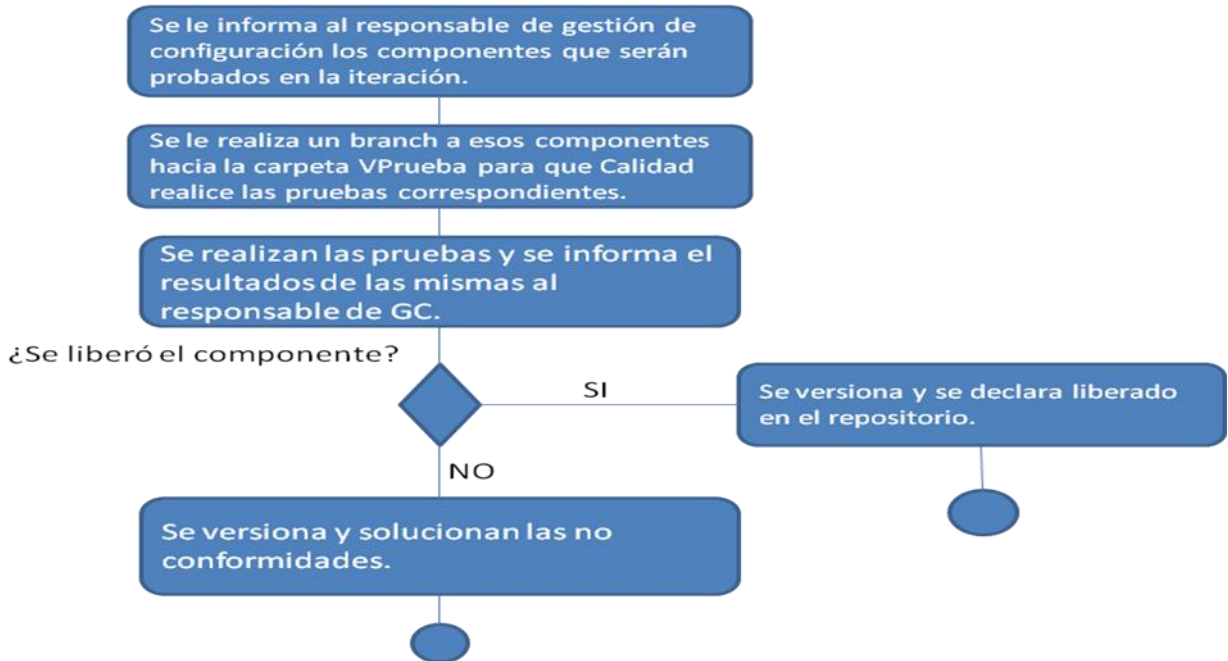 Se le informa al responsable de gestión de
configuración los componentes que serán
probados en la iteración.
Se le realiza un branch a esos componentes
hacia la carpeta VPrueba para que Calidad
realice las pruebas correspondientes.
Se realizan las pruebas y se informa el
resultados de las mismas al
responsable de GC.
¿Se liberó el componente?
SI
Se versiona y se declara liberado
en el repositorio.
NO
Se versiona y solucionan las no
conformidades.